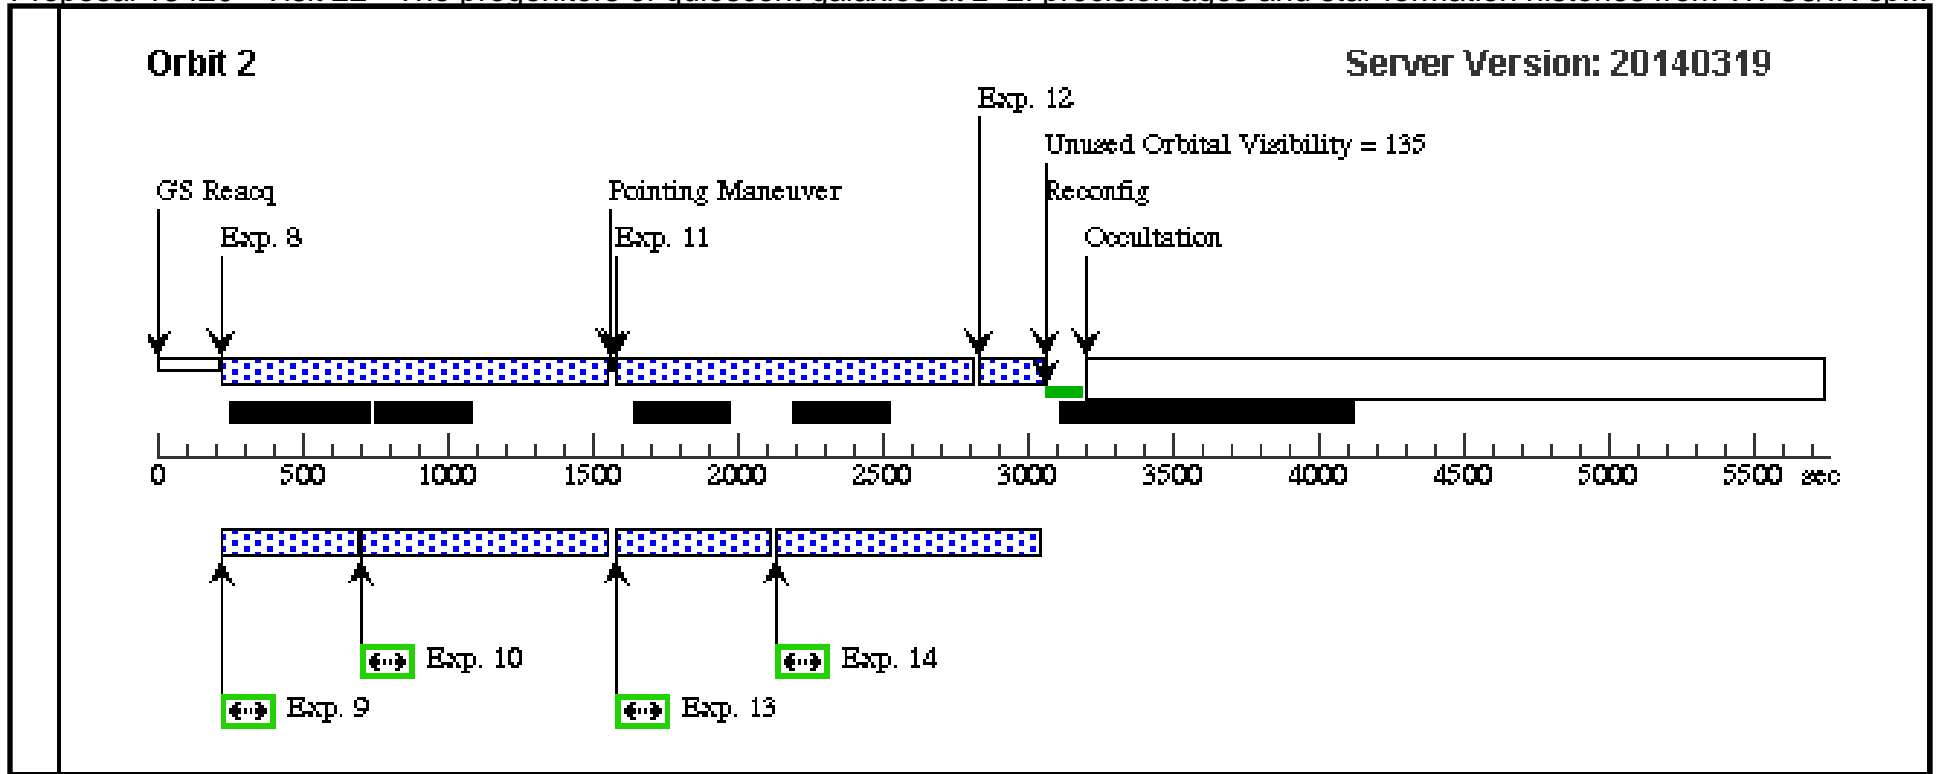 Orbit 2
Server Version: 20140319
Exp. 12
Unused Orbital Visibility = 135
GS Reacq
Pointing Maneuver
Reconfig
Exp. 8
Exp. 11
Occultation
0 500 1000 1500 2000 2500 3000 3500 4000 4500 5000 5500 sec
Exp. 10
Exp. 14
Exp. 9
Exp. 13